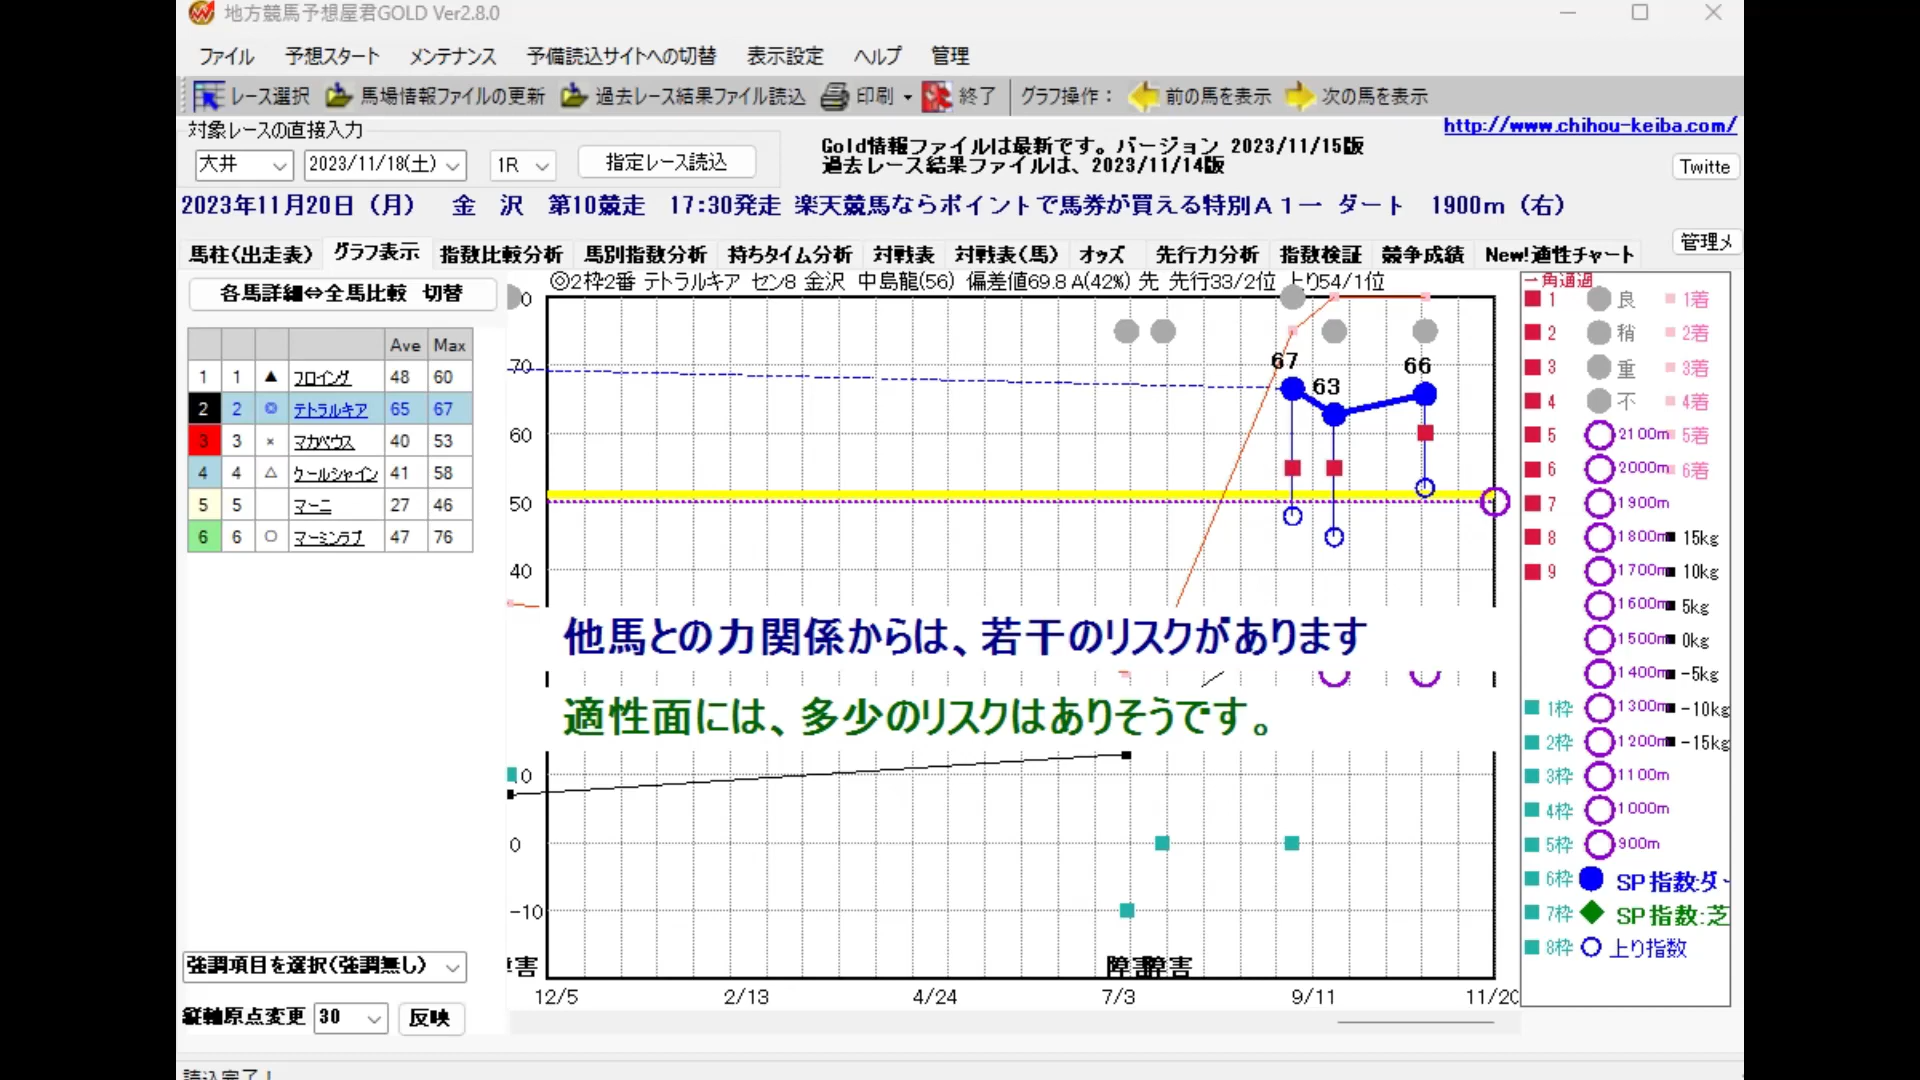 地方競馬予想屋君GOLD Ver2.8.0
ファイル 予想スタート メンテナンス 予備読込サイトへの切替 表示設定 ヘルプ 管理
レース選択 馬場情報ファイルの更新 過去レース結果ファイル読込 印刷 終了 グラフ操作: 前の馬を表示 次の馬を表示
対象レースの直接入力
http://www.chihou-keiba.com/
大井 2023/11/18(土) 1R 指定レース読込
Gold情報ファイルは最新です。バージョン 2023/11/15版
過去レース結果ファイルは、2023/11/14版
Twitte
2023年11月20日(月) 金 沢 第10競走 17:30発走 楽天競馬ならポイントで馬券が買える特別A1一 ダート 1900m(右)
管理メ
馬柱(出走表) グラフ表示 指数比較分析 馬別指数分析 持ちタイム分析 対戦表 対戦表(馬) オッズ 先行力分析 指数検証 競争成績 New!適性チャート
各馬詳細⇔全馬比較 切替
◎2枠2番 テトラルキア セン8 金沢 中島龍(56) 偏差値69.8 A(42%) 先 先行33/2位 上り54/1位
Ave Max
1 1 ▲ フロイング 48 60
2 2 ◎ テトラルキア 65 67
3 3 × マカベウス 40 53
4 4 △ クールシャイン 41 58
5 5 マーニ 27 46
6 6 ○ マーミンラブ 47 76
0
70
60
50
40
10
0
-10
67
63
66
他馬との力関係からは、若干のリスクがあります
適性面には、多少のリスクはありそうです。
害 障害 障害
12/5 2/13 4/24 7/3 9/11 11/20
一角通過
1 良 1着
2 稍 2着
3 重 3着
4 不 4着
5 2100m 5着
6 2000m 6着
7 1900m
8 1800m 15kg
9 1700m 10kg
1600m 5kg
1500m 0kg
1400m -5kg
1枠 1300m -10kg
2枠 1200m -15kg
3枠 1100m
4枠 1000m
5枠 900m
6枠 SP指数:ダ
7枠 SP指数:芝
8枠 上り指数
強調項目を選択(強調無し)
縦軸原点変更 30 反映
読込完了!